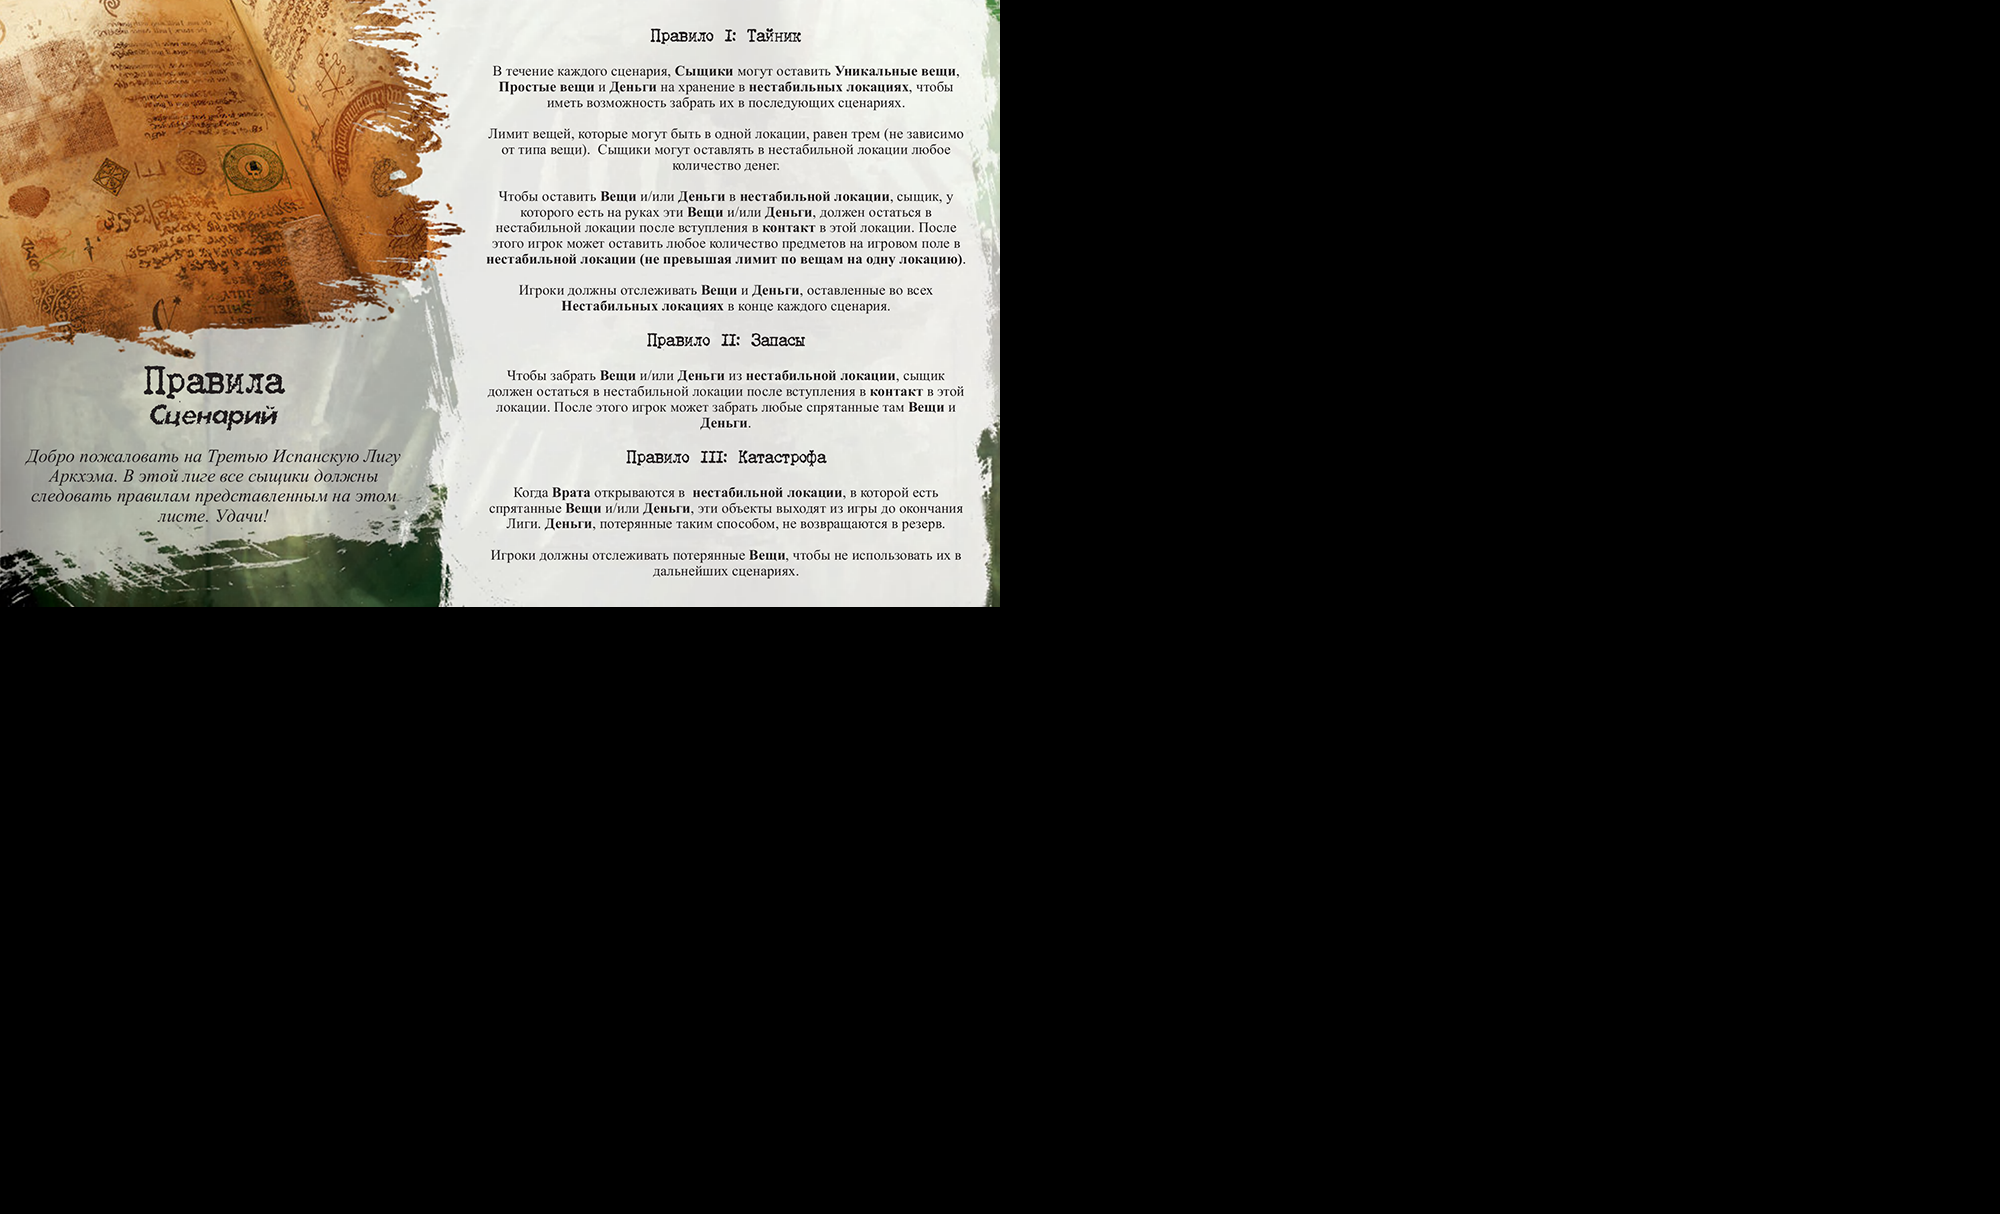 Правила
Сценарий
Добро пожаловать на Третью Испанскую Лигу
Аркхэма. В этой лиге все сыщики должны
следовать правилам представленным на этом
листе. Удачи!
Правило I: Тайник
В течение каждого сценария, Сыщики могут оставить Уникальные вещи,
Простые вещи и Деньги на хранение в нестабильных локациях, чтобы
иметь возможность забрать их в последующих сценариях.
Лимит вещей, которые могут быть в одной локации, равен трем (не зависимо
от типа вещи). Сыщики могут оставлять в нестабильной локации любое
количество денег.
Чтобы оставить Вещи и/или Деньги в нестабильной локации, сыщик, у
которого есть на руках эти Вещи и/или Деньги, должен остаться в
нестабильной локации после вступления в контакт в этой локации. После
этого игрок может оставить любое количество предметов на игровом поле в
нестабильной локации (не превышая лимит по вещам на одну локацию).
Игроки должны отслеживать Вещи и Деньги, оставленные во всех
Нестабильных локациях в конце каждого сценария.
Правило II: Запасы
Чтобы забрать Вещи и/или Деньги из нестабильной локации, сыщик
должен остаться в нестабильной локации после вступления в контакт в этой
локации. После этого игрок может забрать любые спрятанные там Вещи и
Деньги.
Правило III: Катастрофа
Когда Врата открываются в нестабильной локации, в которой есть
спрятанные Вещи и/или Деньги, эти объекты выходят из игры до окончания
Лиги. Деньги, потерянные таким способом, не возвращаются в резерв.
Игроки должны отслеживать потерянные Вещи, чтобы не использовать их в
дальнейших сценариях.